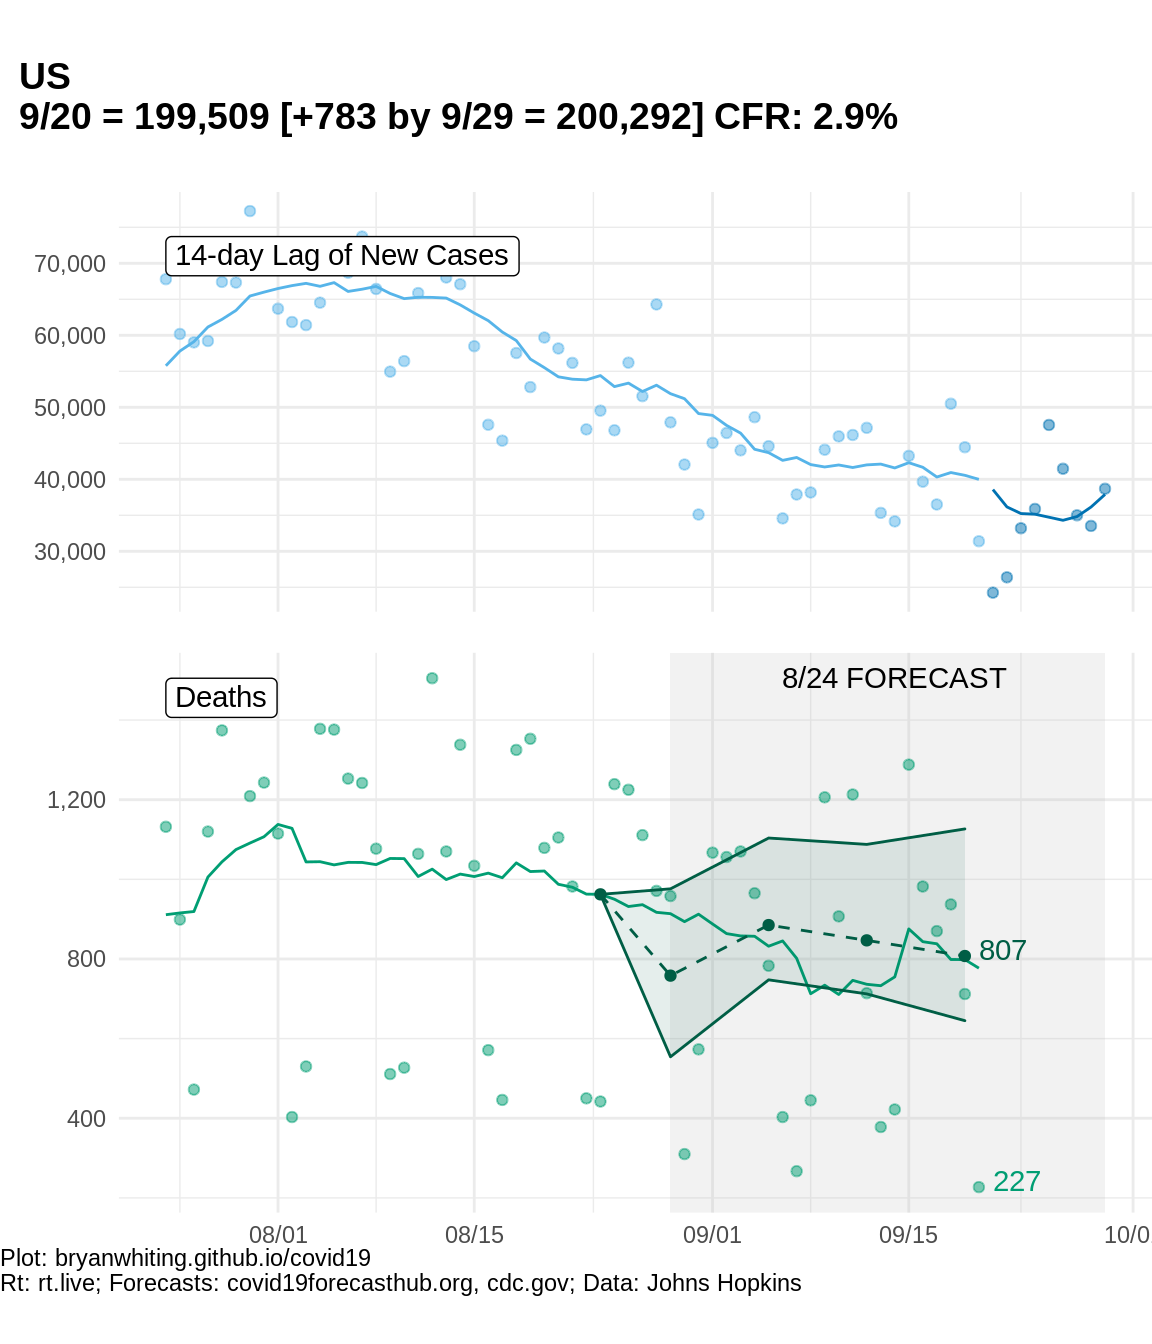 US
9/20 = 199,509 [+783 by 9/29 = 200,292] CFR: 2.9%
14-day Lag of New Cases
70,000
60,000
50,000
40,000
30,000
Deaths
8/24 FORECAST
1,200
800
400
807
227
08/01 08/15 09/01 09/15 10/0
Plot: bryanwhiting.github.io/covid19
Rt: rt.live; Forecasts: covid19forecasthub.org, cdc.gov; Data: Johns Hopkins